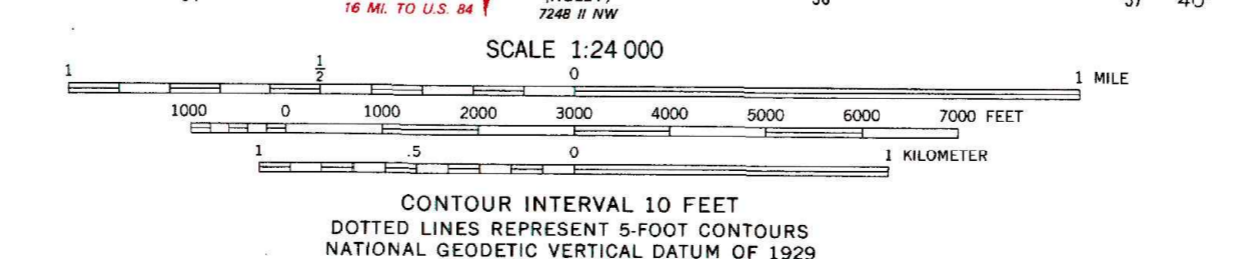 16 MI. TO U.S. 84
7248 II NW
SCALE 1:24 000
1 1/2 0 1 MILE
1000 0 1000 2000 3000 4000 5000 6000 7000 FEET
1 .5 0 1 KILOMETER
CONTOUR INTERVAL 10 FEET
DOTTED LINES REPRESENT 5-FOOT CONTOURS
NATIONAL GEODETIC VERTICAL DATUM OF 1929